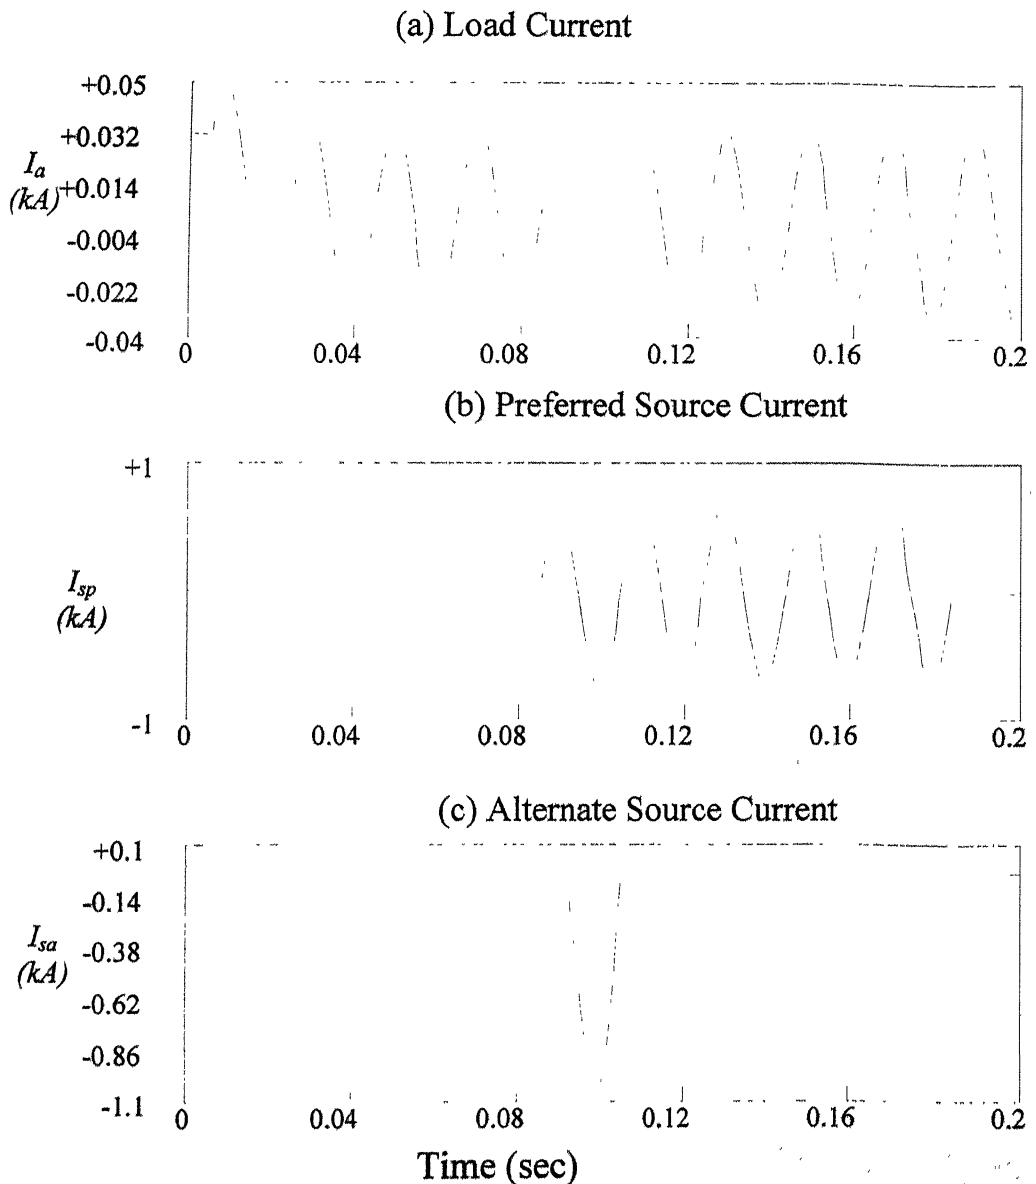 (a) Load Current
+0.05
+0.032
+0.014
-0.004
-0.022
-0.04
I_a
(kA)
0 0.04 0.08 0.12 0.16 0.2
(b) Preferred Source Current
+1
I_sp
(kA)
-1
0 0.04 0.08 0.12 0.16 0.2
(c) Alternate Source Current
+0.1
-0.14
-0.38
-0.62
-0.86
-1.1
I_sa
(kA)
0 0.04 0.08 0.12 0.16 0.2
Time (sec)